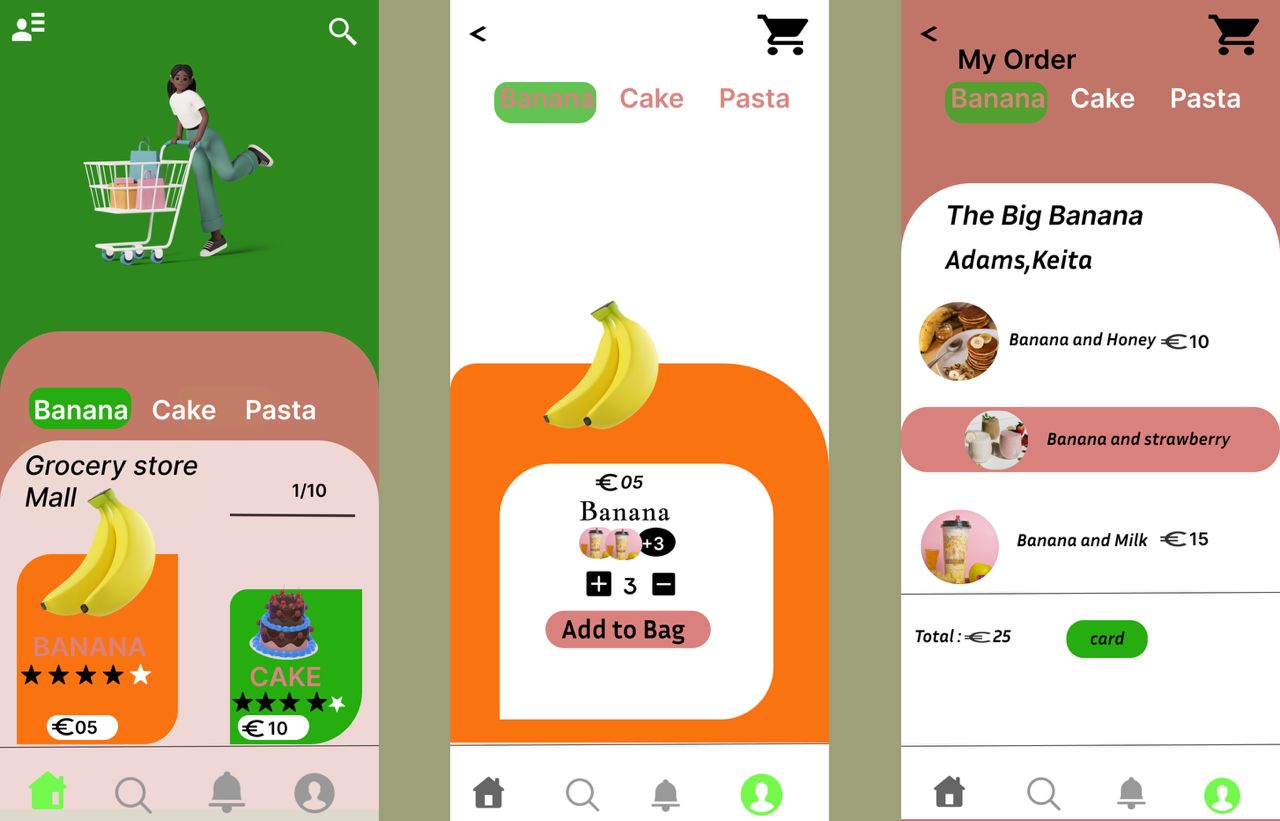 Banana Cake Pasta
Grocery store
Mall
1/10
BANANA
€05
CAKE
€10
<
Banana Cake Pasta
€05
Banana
+3
+ 3 −
Add to Bag
<
My Order
Banana Cake Pasta
The Big Banana
Adams,Keita
Banana and Honey €10
Banana and strawberry
Banana and Milk €15
Total : €25
card